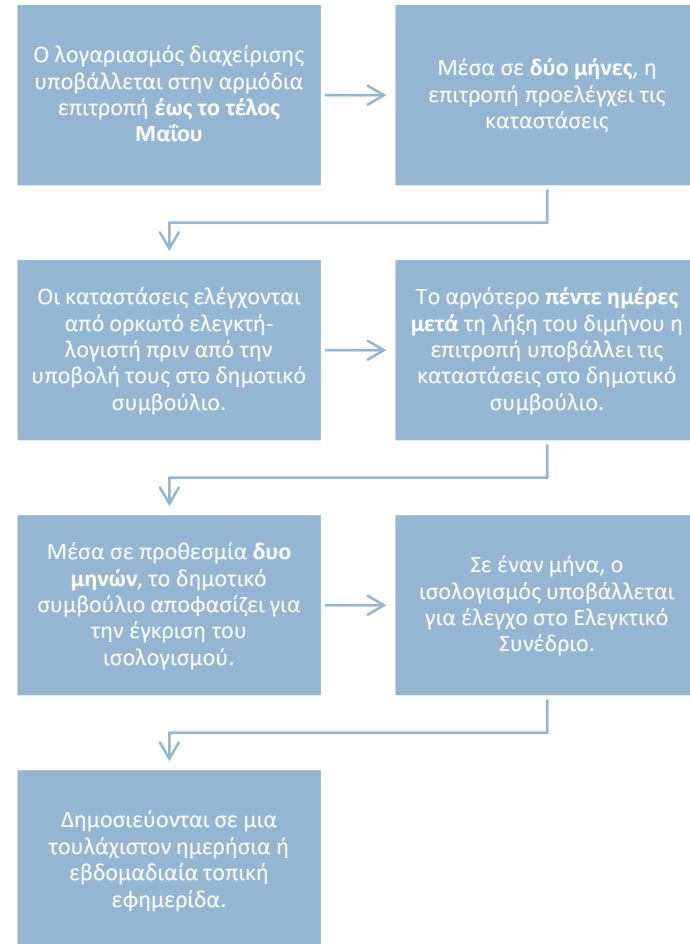 Ο λογαριασμός διαχείρισης
υποβάλλεται στην αρμόδια
επιτροπή έως το τέλος
Μαΐου
Μέσα σε δύο μήνες, η
επιτροπή προελέγχει τις
καταστάσεις
Οι καταστάσεις ελέγχονται
από ορκωτό ελεγκτή-
λογιστή πριν από την
υποβολή τους στο δημοτικό
συμβούλιο.
Το αργότερο πέντε ημέρες
μετά τη λήξη του διμήνου η
επιτροπή υποβάλλει τις
καταστάσεις στο δημοτικό
συμβούλιο.
Μέσα σε προθεσμία δυο
μηνών, το δημοτικό
συμβούλιο αποφασίζει για
την έγκριση του
ισολογισμού.
Σε έναν μήνα, ο
ισολογισμός υποβάλλεται
για έλεγχο στο Ελεγκτικό
Συνέδριο.
Δημοσιεύονται σε μια
τουλάχιστον ημερήσια ή
εβδομαδιαία τοπική
εφημερίδα.